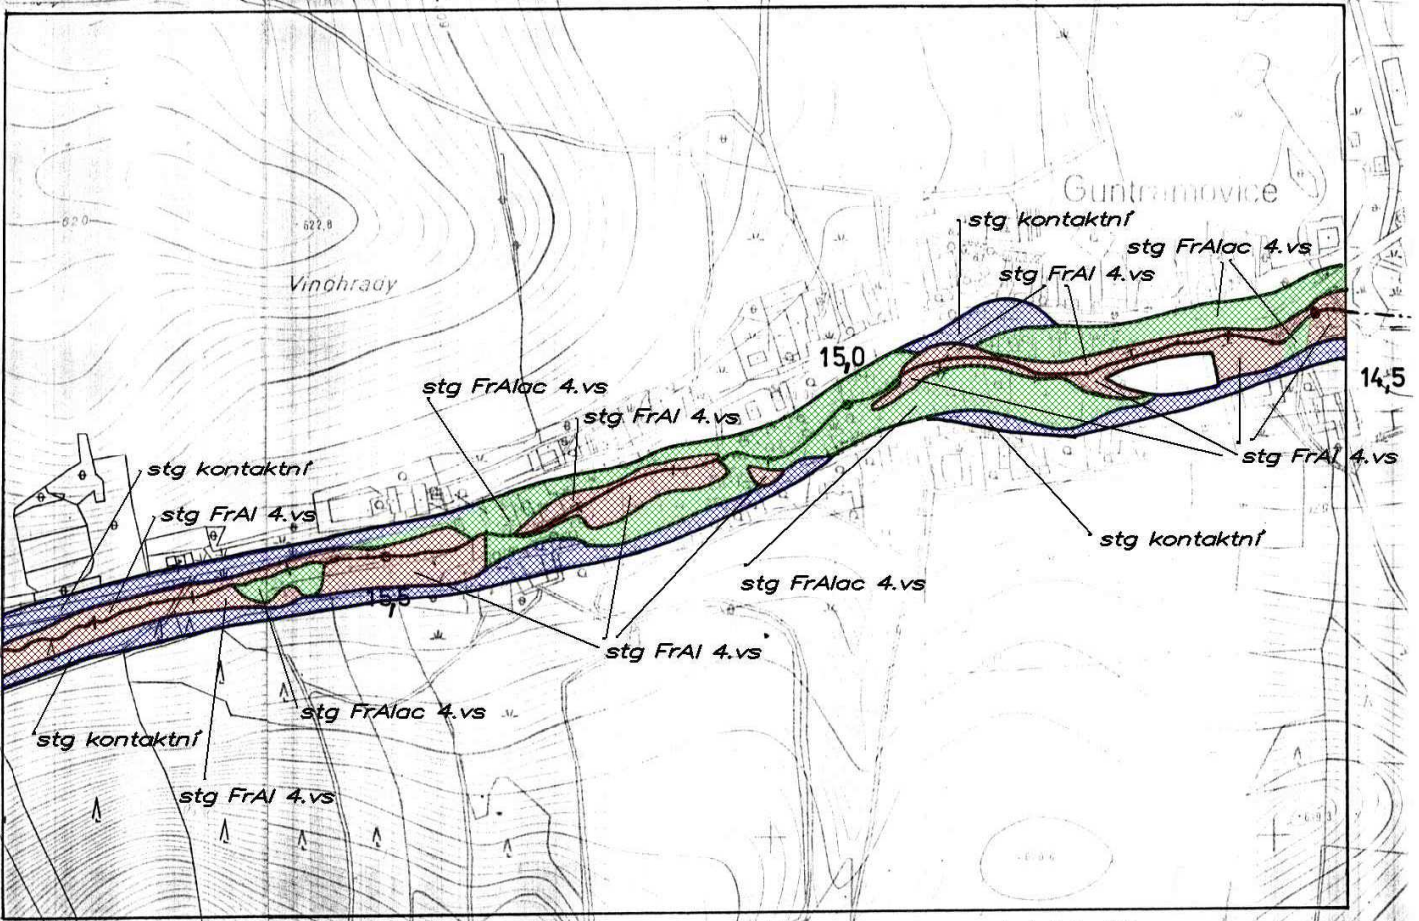 Guntramovice
stg kontaktní
stg FrAlac 4.vs
stg FrAl 4.vs
620
622,8
Vinohrady
15,0
14,5
stg FrAlac 4.vs
stg FrAl 4.vs
stg FrAl 4.vs
stg kontaktní
stg FrAl 4.vs
stg kontaktní
stg FrAlac 4.vs
15,5
stg FrAl 4.vs
stg FrAlac 4.vs
stg kontaktní
stg FrAl 4.vs